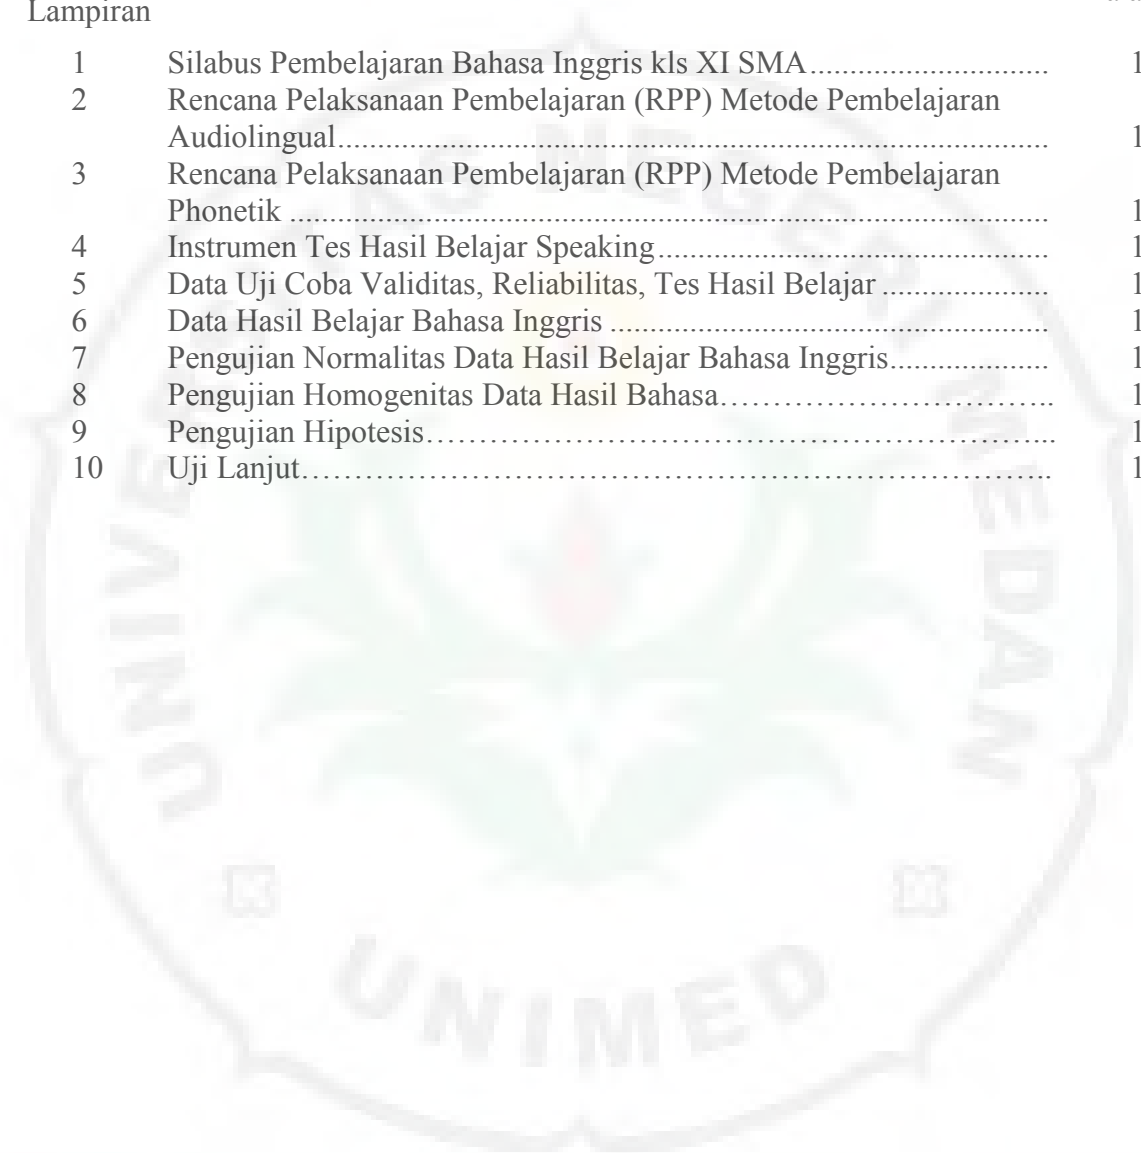 Lampiran
1 Silabus Pembelajaran Bahasa Inggris kls XI SMA.............................. 1
2 Rencana Pelaksanaan Pembelajaran (RPP) Metode Pembelajaran
Audiolingual......................................................................................... 1
3 Rencana Pelaksanaan Pembelajaran (RPP) Metode Pembelajaran
Phonetik ............................................................................................... 1
4 Instrumen Tes Hasil Belajar Speaking ................................................. 1
5 Data Uji Coba Validitas, Reliabilitas, Tes Hasil Belajar ..................... 1
6 Data Hasil Belajar Bahasa Inggris ....................................................... 1
7 Pengujian Normalitas Data Hasil Belajar Bahasa Inggris.................... 1
8 Pengujian Homogenitas Data Hasil Bahasa………………………….. 1
9 Pengujian Hipotesis…………………………………………………... 1
10 Uji Lanjut…………………………………………………………….. 1
UNIVERSITAS NEGERI MEDAN
UNIMED